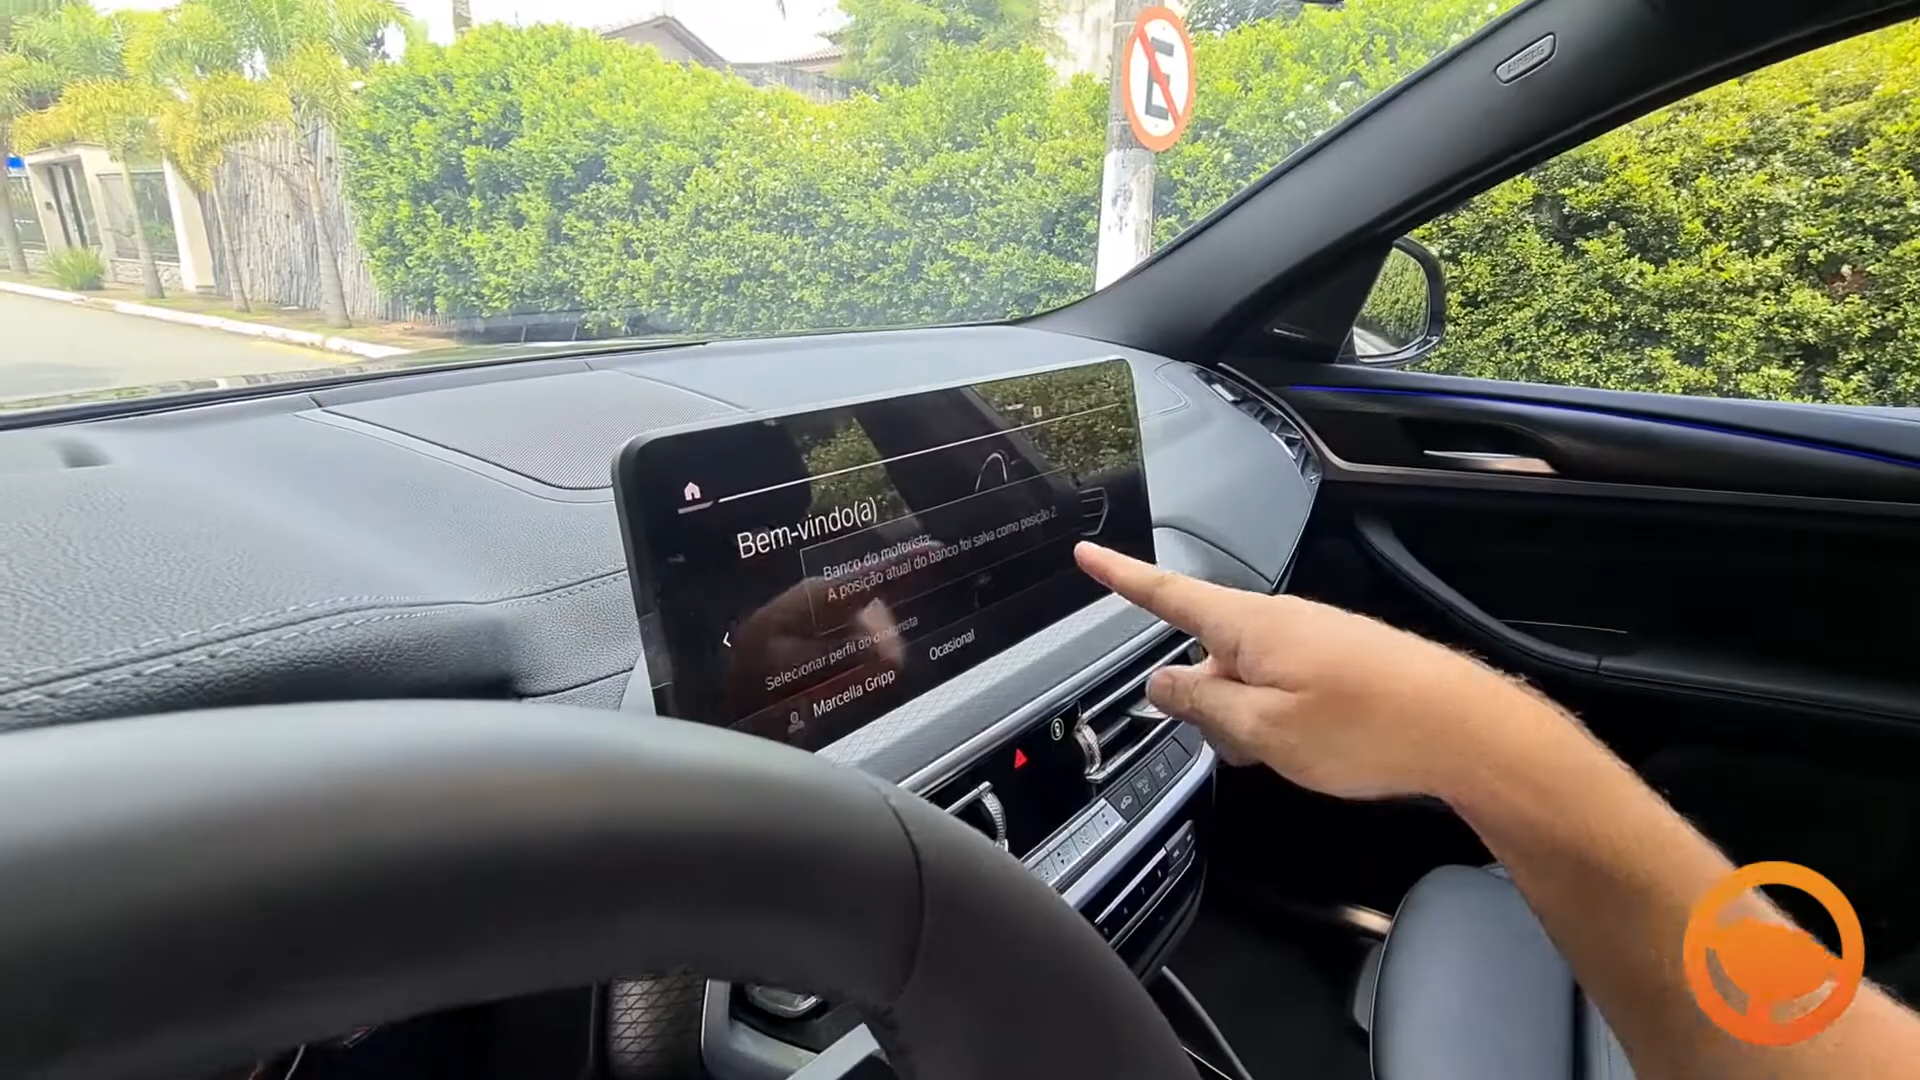 E
AIRBAG
Bem-vindo(a)
Banco do motorista:
A posição atual do banco foi salva como posição 2.
Selecionar perfil do motorista
Marcella Gripp
Ocasional